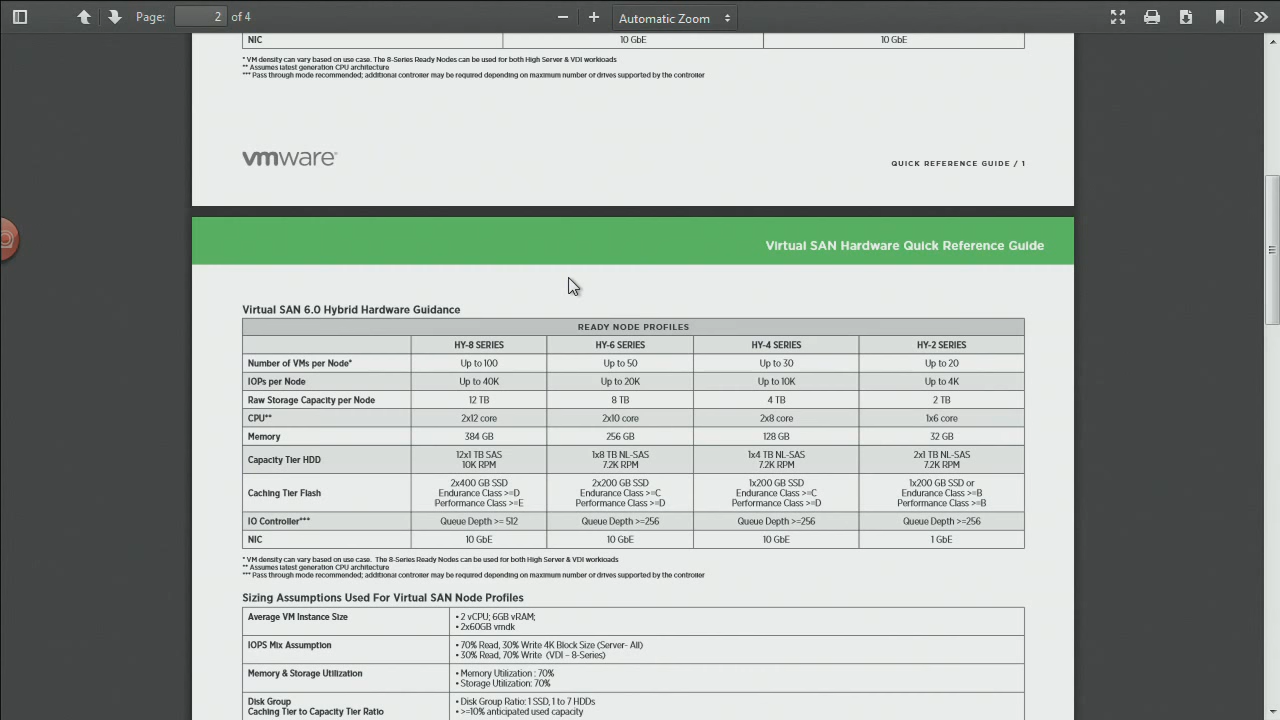 Page: 2 of 4 Automatic Zoom
NIC 10 GbE 10 GbE
* VM density can vary based on use case. The 8-Series Ready Nodes can be used for both High Server & VDI workloads
** Assumes latest generation CPU architecture
*** Pass through mode recommended; additional controller may be required depending on maximum number or drives supported by the controller
vmware®
QUICK REFERENCE GUIDE / 1
Virtual SAN Hardware Quick Reference Guide
Virtual SAN 6.0 Hybrid Hardware Guidance
READY NODE PROFILES
HY-8 SERIES HY-6 SERIES HY-4 SERIES HY-2 SERIES
Number of VMs per Node* Up to 100 Up to 50 Up to 30 Up to 20
IOPs per Node Up to 40K Up to 20K Up to 10K Up to 4K
Raw Storage Capacity per Node 12 TB 8 TB 4 TB 2 TB
CPU** 2x12 core 2x10 core 2x8 core 1x6 core
Memory 384 GB 256 GB 128 GB 32 GB
Capacity Tier HDD 12x1 TB SAS 1x8 TB NL-SAS 1x4 TB NL-SAS 2x1 TB NL-SAS
10K RPM 7.2K RPM 7.2K RPM 7.2K RPM
Caching Tier Flash 2x400 GB SSD 2x200 GB SSD 1x200 GB SSD 1x200 GB SSD or
Endurance Class >=D Endurance Class >=C Endurance Class >=C Endurance Class >=B
Performance Class >=E Performance Class >=D Performance Class >=D Performance Class >=B
IO Controller*** Queue Depth >= 512 Queue Depth >=256 Queue Depth >=256 Queue Depth >=256
NIC 10 GbE 10 GbE 10 GbE 1 GbE
* VM density can vary based on use case. The 8-Series Ready Nodes can be used for both High Server & VDI workloads
** Assumes latest generation CPU architecture
*** Pass through mode recommended; additional controller may be required depending on maximum number or drives supported by the controller
Sizing Assumptions Used For Virtual SAN Node Profiles
Average VM Instance Size • 2 vCPU; 6GB vRAM;
• 2x60GB vmdk
IOPS Mix Assumption • 70% Read, 30% Write 4K Block Size (Server- All)
• 30% Read, 70% Write (VDI – 8-Series)
Memory & Storage Utilization • Memory Utilization : 70%
• Storage Utilization: 70%
Disk Group • Disk Group Ratio: 1 SSD, 1 to 7 HDDs
Caching Tier to Capacity Tier Ratio • >=10% anticipated used capacity